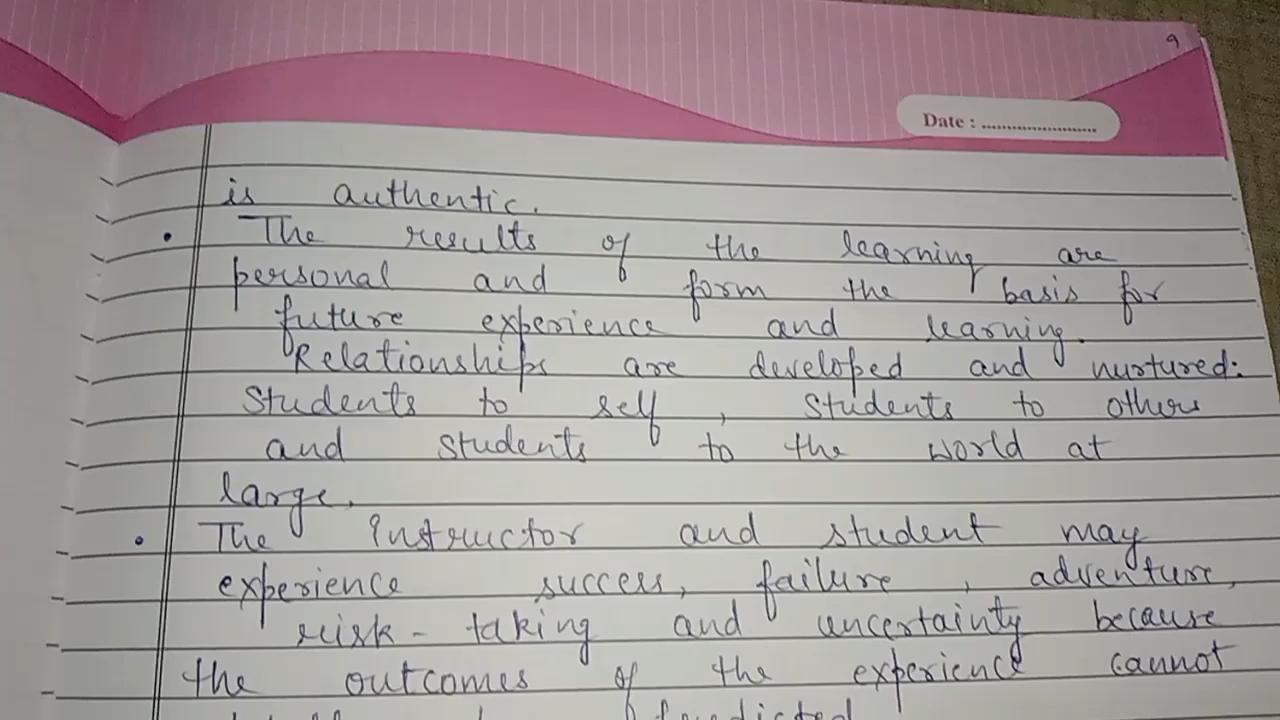 9
Date : ........................
is authentic.
• The results of the learning are
personal and form the basis for
future experience and learning.
Relationships are developed and nurtured:
students to self, students to others
and students to the world at
large.
• The Instructor and student may
experience success, failure, adventure,
risk-taking and uncertainty because
the outcomes of the experience cannot
predicted